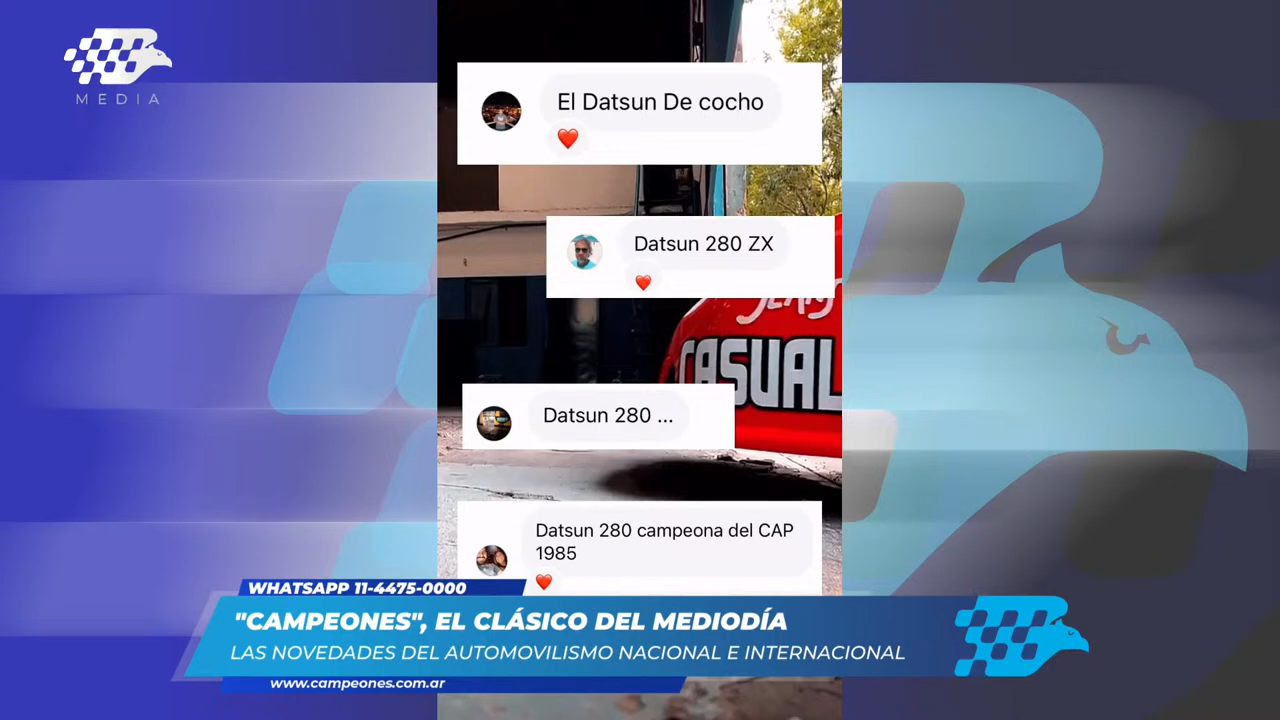 MEDIA
El Datsun De cocho
Datsun 280 ZX
CASUAL
Datsun 280 ...
Datsun 280 campeona del CAP
1985
WHATSAPP 11-4475-0000
"CAMPEONES", EL CLÁSICO DEL MEDIODÍA
LAS NOVEDADES DEL AUTOMOVILISMO NACIONAL E INTERNACIONAL
www.campeones.com.ar